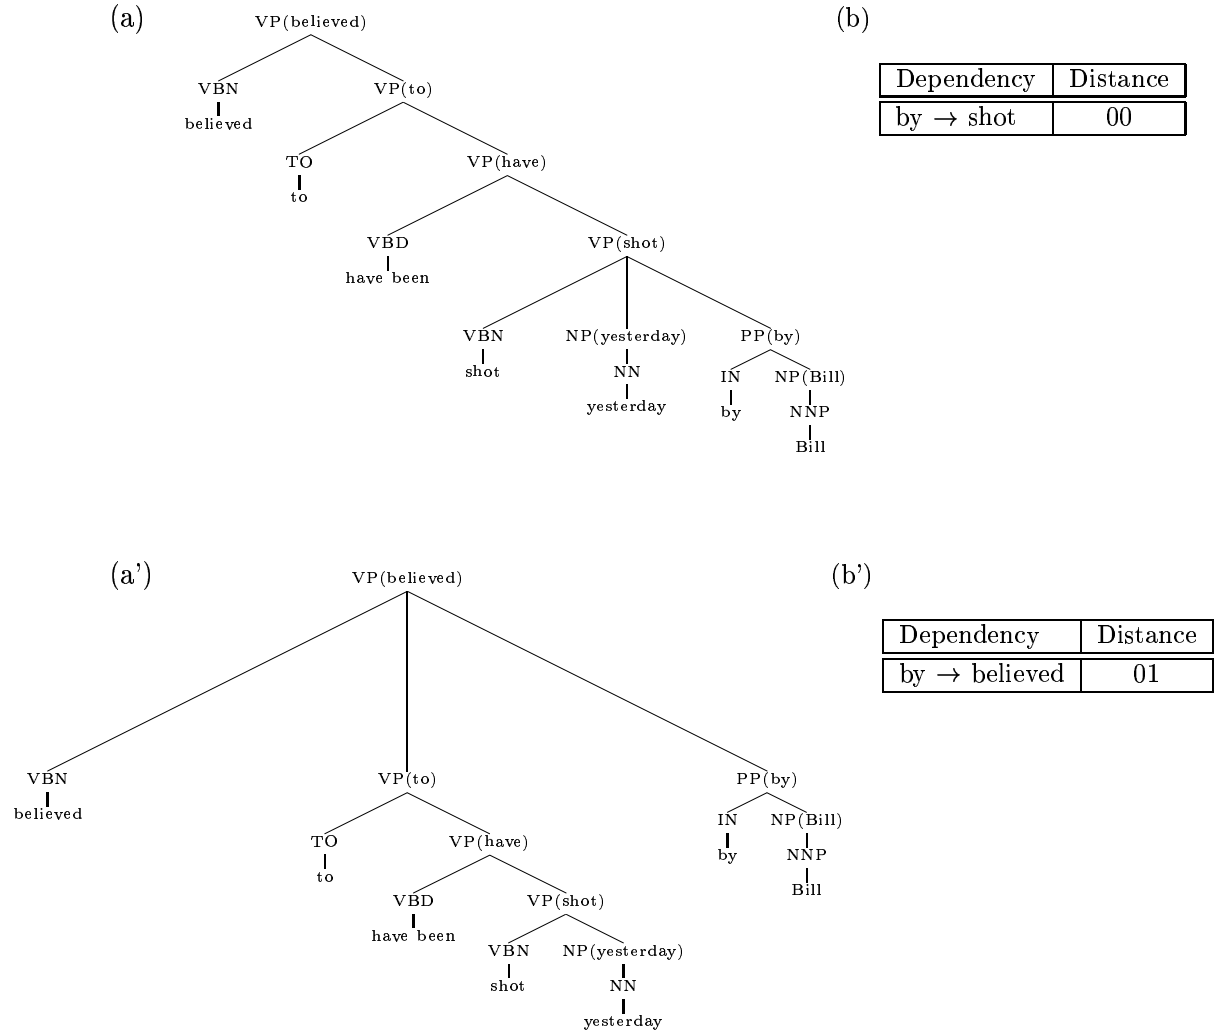 (a) VP(believed) (b)
Dependency Distance
VBN VP(to)
by → shot 00
believed
TO VP(have)
to
VBD VP(shot)
have been
VBN NP(yesterday) PP(by)
shot NN IN NP(Bill)
yesterday by NNP
Bill
(a') VP(believed) (b')
Dependency Distance
by → believed 01
VBN VP(to) PP(by)
believed IN NP(Bill)
TO VP(have) by NNP
to Bill
VBD VP(shot)
have been
VBN NP(yesterday)
shot NN
yesterday